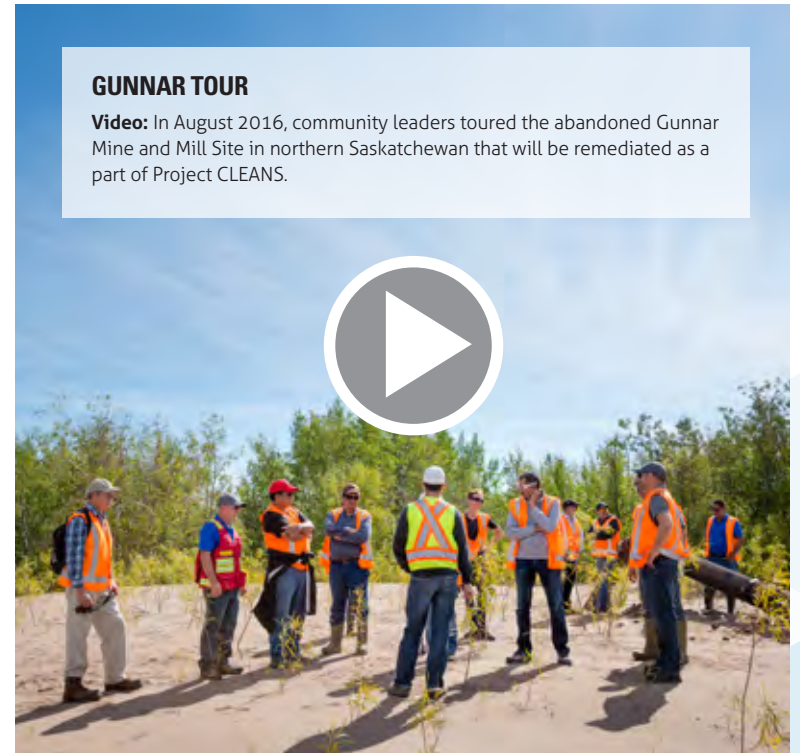 GUNNAR TOUR
Video: In August 2016, community leaders toured the abandoned Gunnar
Mine and Mill Site in northern Saskatchewan that will be remediated as a
part of Project CLEANS.